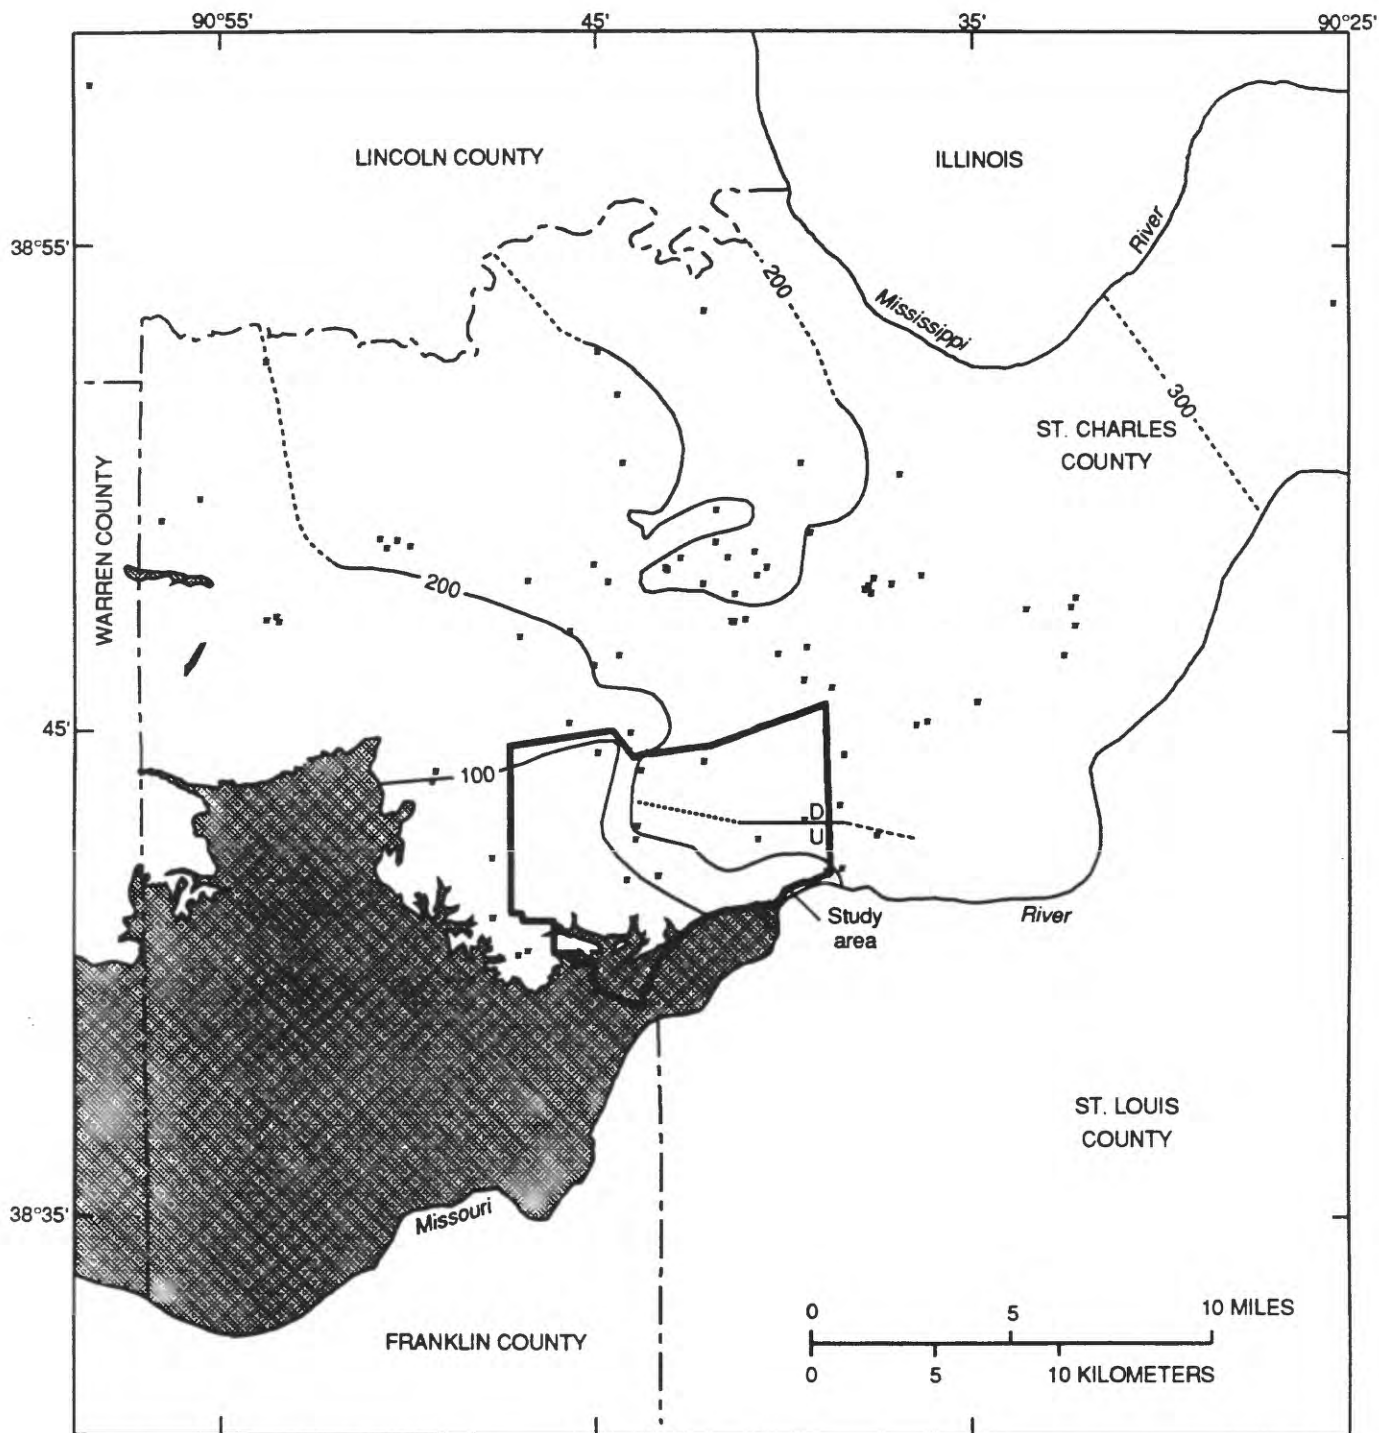 90°55'
45'
35'
90°25'
LINCOLN COUNTY
ILLINOIS
River
38°55'
200
Mississippi
300
ST. CHARLES
COUNTY
WARREN COUNTY
200
45'
100
D
U
Study
area
River
ST. LOUIS
COUNTY
38°35'
Missouri
0 5 10 MILES
FRANKLIN COUNTY
0 5 10 KILOMETERS